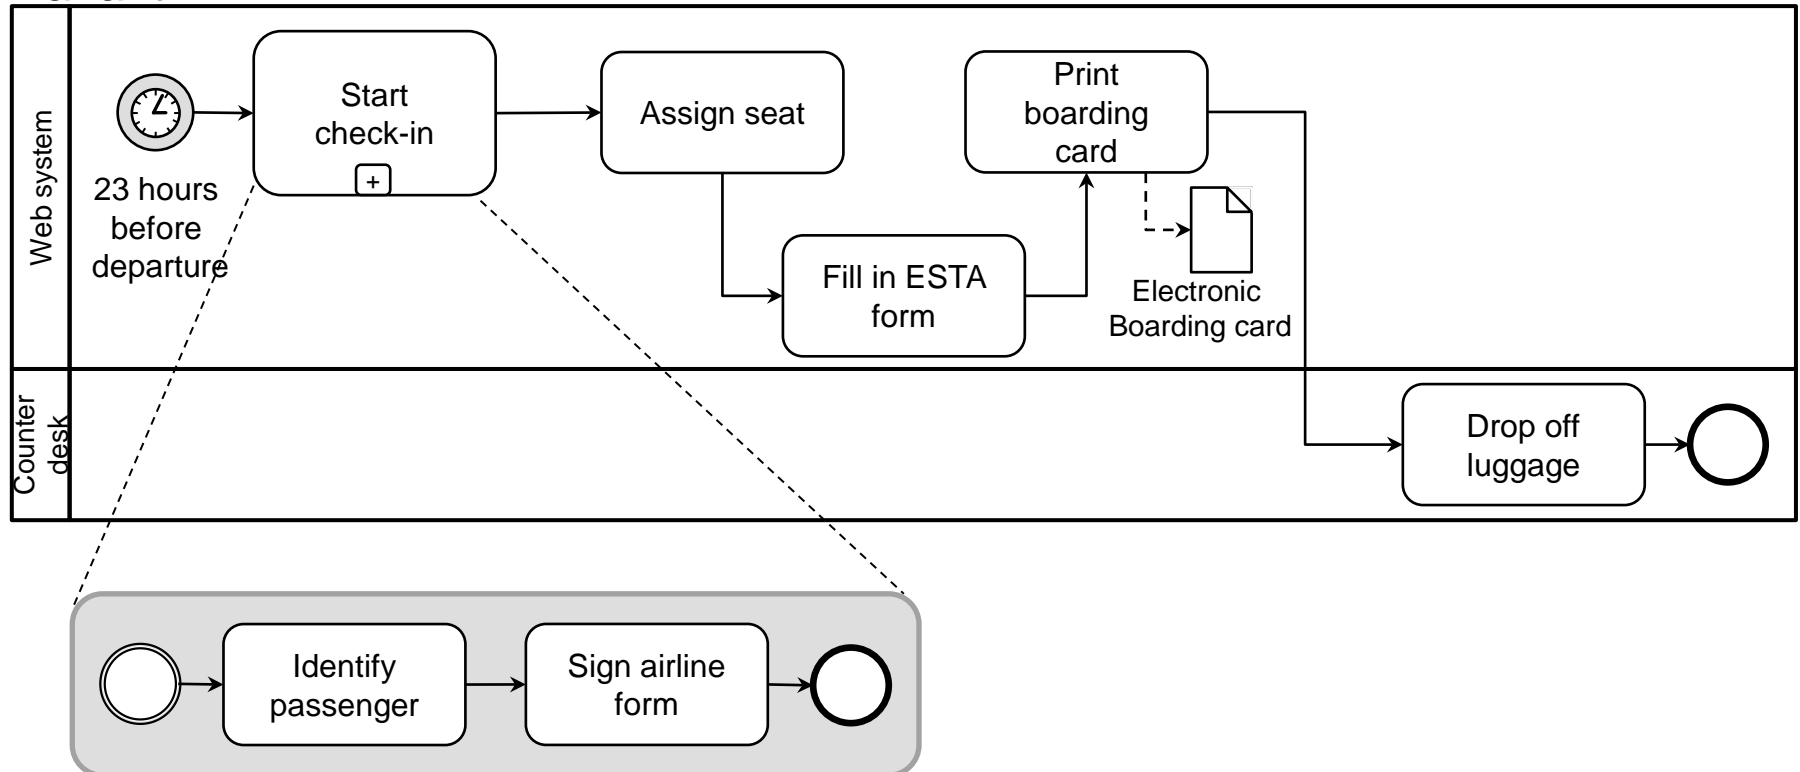 Web system
23 hours
before
departure
Start
check-in
+
Assign seat
Fill in ESTA
form
Print
boarding
card
Electronic
Boarding card
Counter
desk
Drop off
luggage
Identify
passenger
Sign airline
form